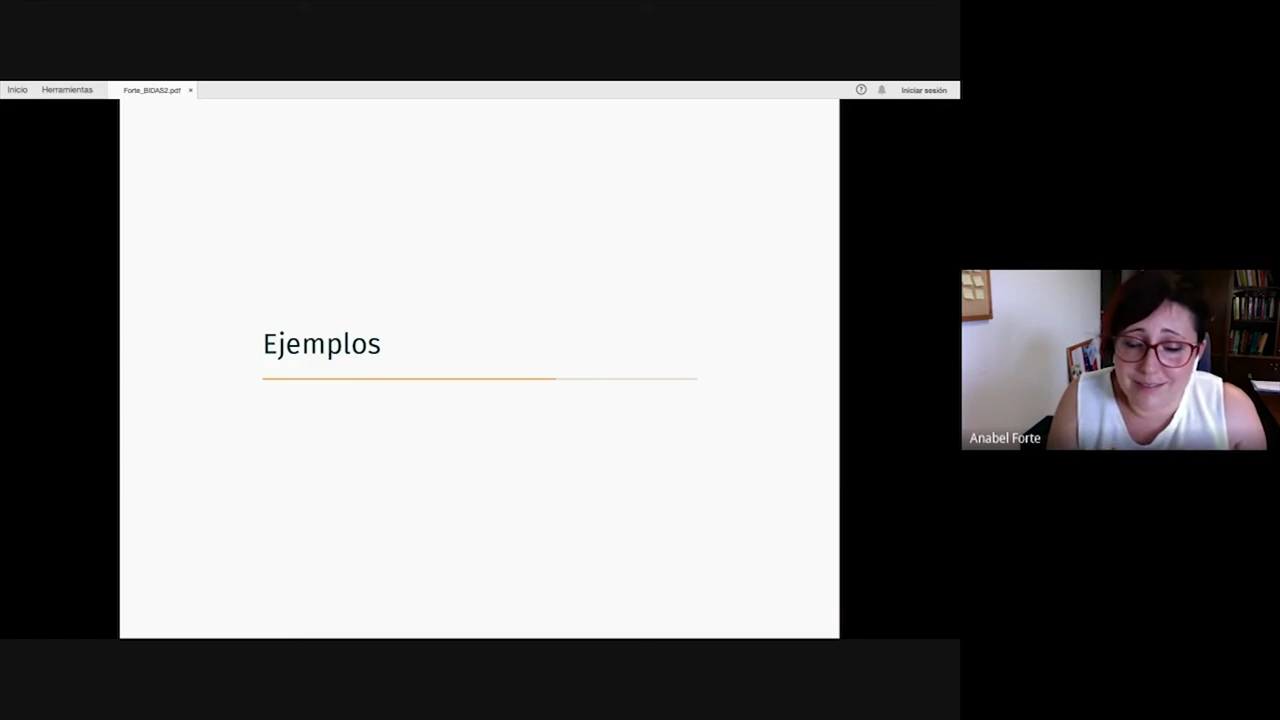 Inicio Herramientas Forte_BIDAS2.pdf × ? Iniciar sesión
Ejemplos
Anabel Forte